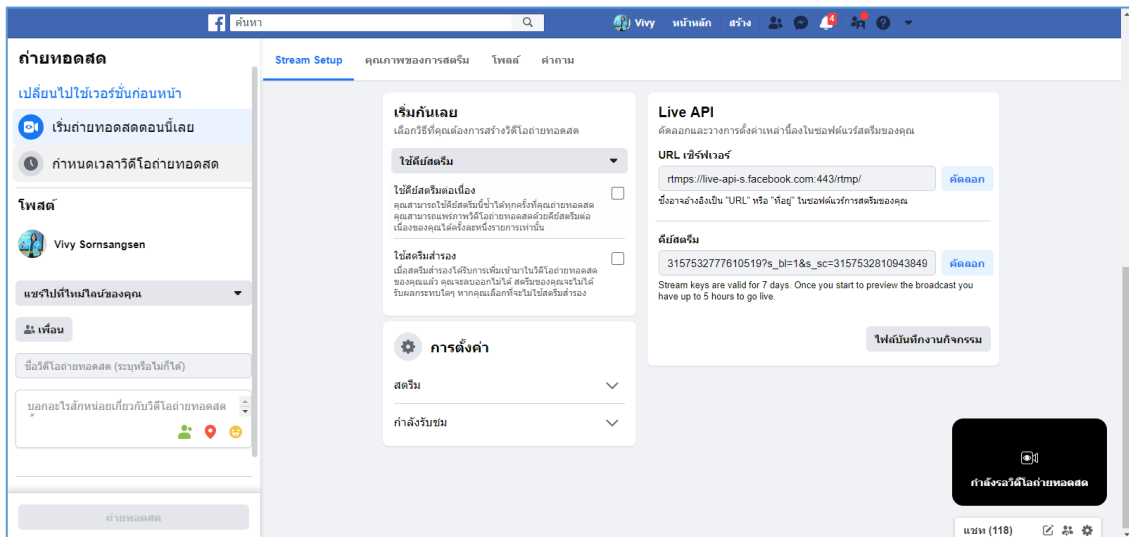 ค้นหา
Vivy หน้าหลัก สร้าง
4
ถ่ายทอดสด
เปลี่ยนไปใช้เวอร์ชั่นก่อนหน้า
เริ่มถ่ายทอดสดตอนนี้เลย
กำหนดเวลาวิดีโอถ่ายทอดสด
โพสต์
Vivy Sornsangsen
แชร์ไปที่ไทม์ไลน์ของคุณ
เพื่อน
ชื่อวิดีโอถ่ายทอดสด (ระบุหรือไม่ก็ได้)
บอกอะไรสักหน่อยเกี่ยวกับวิดีโอถ่ายทอดสด
ถ่ายทอดสด
Stream Setup คุณภาพของการสตรีม โพลล์ คำถาม
เริ่มกันเลย
เลือกวิธีที่คุณต้องการสร้างวิดีโอถ่ายทอดสด
ใช้คีย์สตรีม
ใช้คีย์สตรีมต่อเนื่อง
คุณสามารถใช้คีย์สตรีมนี้ซ้ำได้ทุกครั้งที่คุณถ่ายทอดสด
คุณสามารถแพร่ภาพวิดีโอถ่ายทอดสดด้วยคีย์สตรีมต่อ
เนื่องของคุณได้ครั้งละหนึ่งรายการเท่านั้น
ใช้สตรีมสำรอง
เมื่อสตรีมสำรองได้รับการเพิ่มเข้ามาในวิดีโอถ่ายทอดสด
ของคุณแล้ว คุณจะลบออกไม่ได้ สตรีมของคุณจะไม่ได้
รับผลกระทบใดๆ หากคุณเลือกที่จะไม่ใช้สตรีมสำรอง
การตั้งค่า
สตรีม
กำลังรับชม
Live API
คัดลอกและวางการตั้งค่าเหล่านี้ลงในซอฟต์แวร์สตรีมของคุณ
URL เซิร์ฟเวอร์
rtmps://live-api-s.facebook.com:443/rtmp/ คัดลอก
ซึ่งอาจอ้างอิงเป็น "URL" หรือ "ที่อยู่" ในซอฟต์แวร์การสตรีมของคุณ
คีย์สตรีม
3157532777610519?s_bl=1&s_sc=3157532810943849 คัดลอก
Stream keys are valid for 7 days. Once you start to preview the broadcast you
have up to 5 hours to go live.
ไฟล์บันทึกงานกิจกรรม
กำลังรอวิดีโอถ่ายทอดสด
แชท (118)